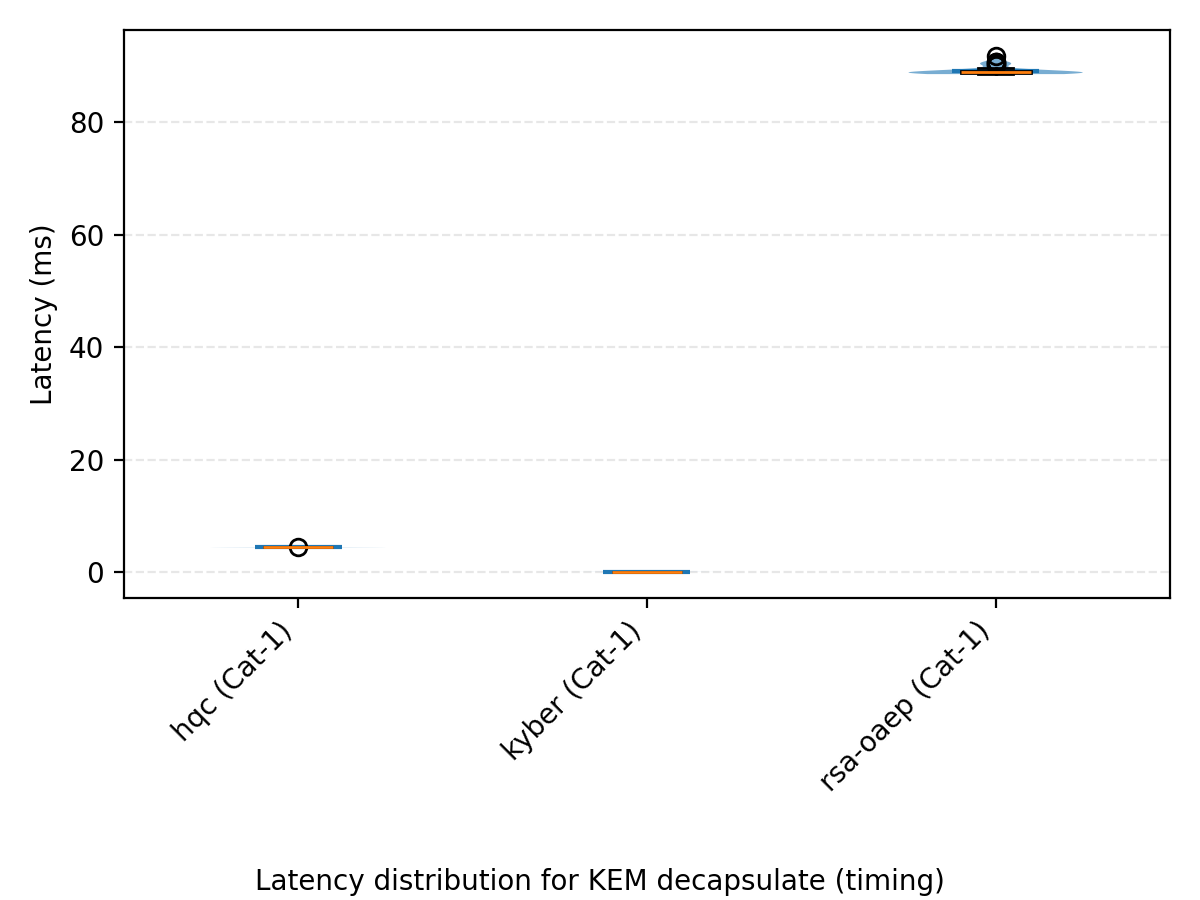 80
60
40
20
0
Latency (ms)
hqc (Cat-1)
kyber (Cat-1)
rsa-oaep (Cat-1)
Latency distribution for KEM decapsulate (timing)